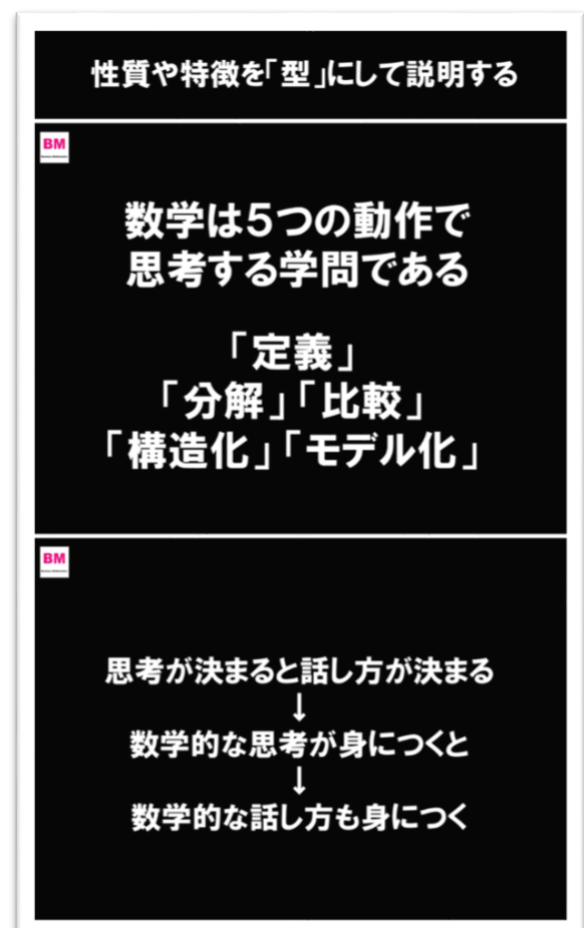 性質や特徴を「型」にして説明する
BM
数学は5つの動作で
思考する学問である
「定義」
「分解」「比較」
「構造化」「モデル化」
BM
思考が決まると話し方が決まる
↓
数学的な思考が身につくと
↓
数学的な話し方も身につく